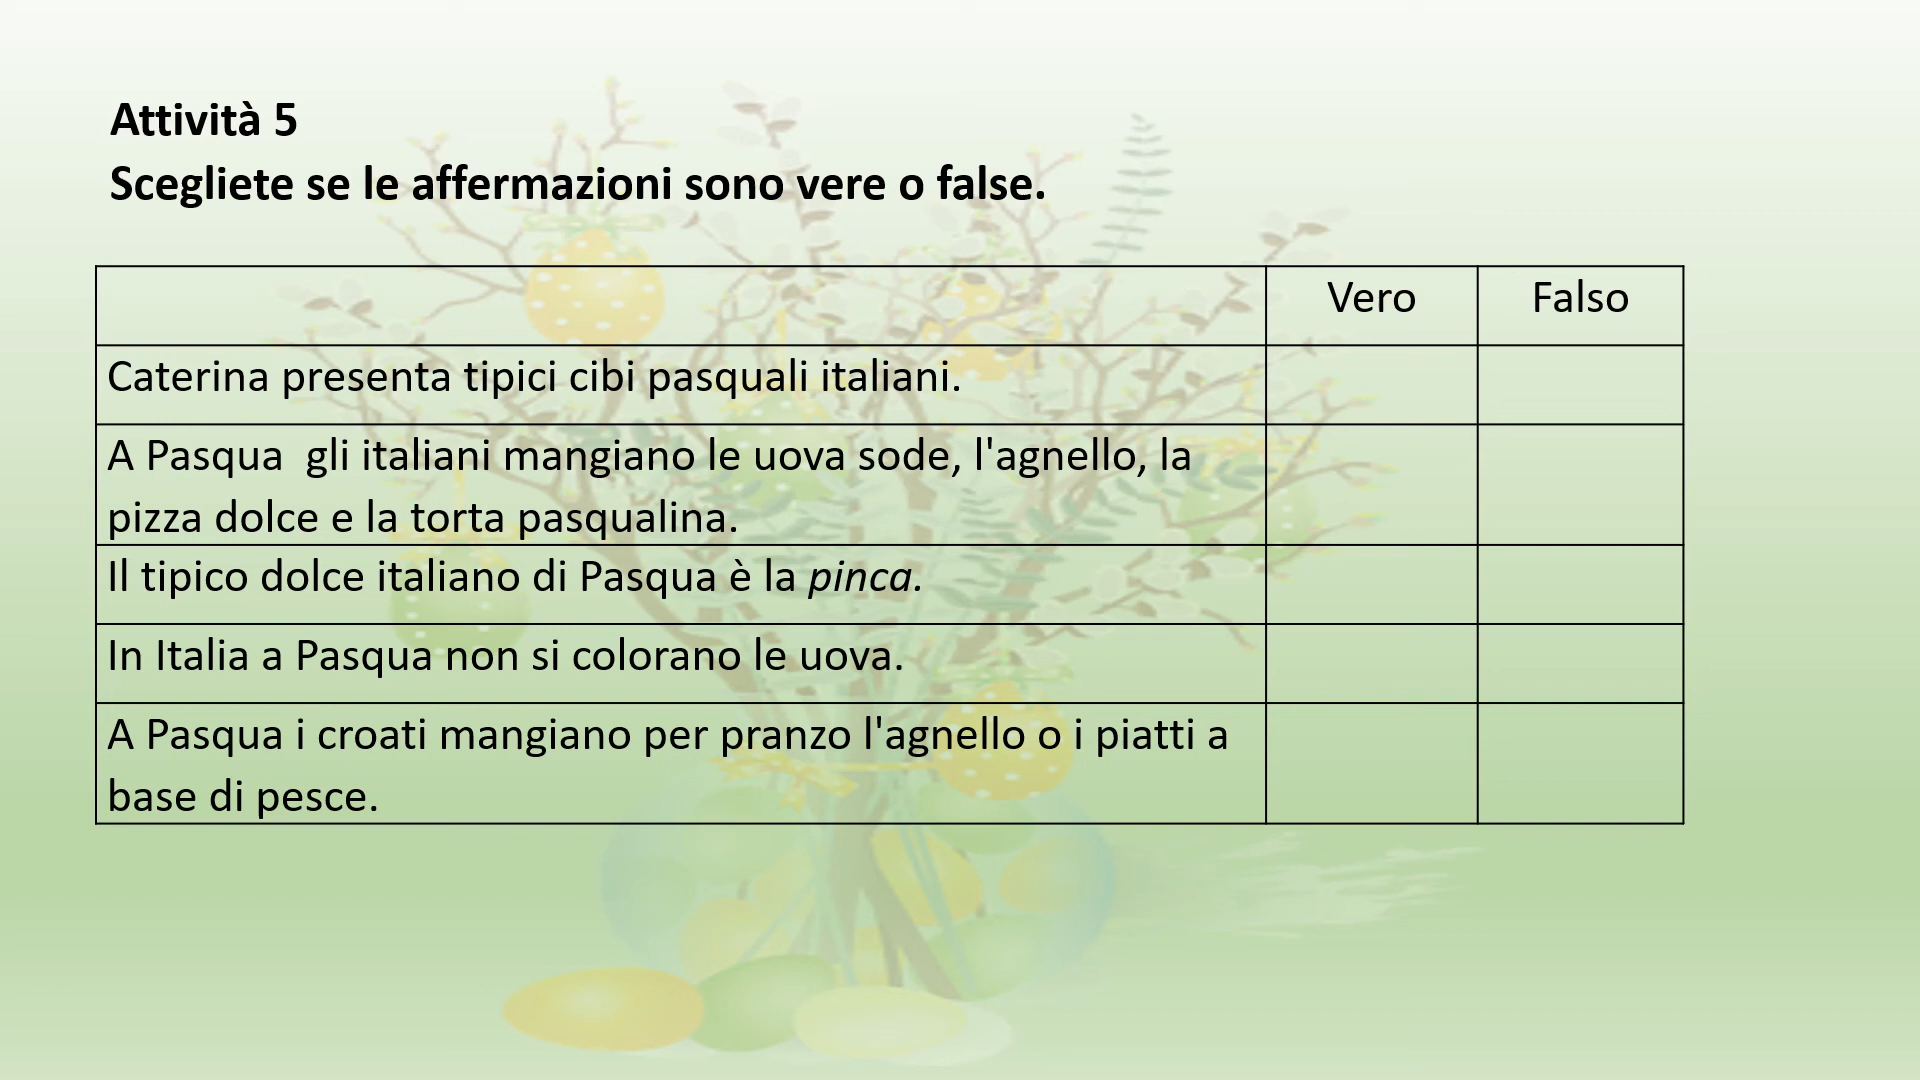 Attività 5
Scegliete se le affermazioni sono vere o false.
Vero Falso
Caterina presenta tipici cibi pasquali italiani.
A Pasqua  gli italiani mangiano le uova sode, l'agnello, la
pizza dolce e la torta pasqualina.
Il tipico dolce italiano di Pasqua è la pinca.
In Italia a Pasqua non si colorano le uova.
A Pasqua i croati mangiano per pranzo l'agnello o i piatti a
base di pesce.